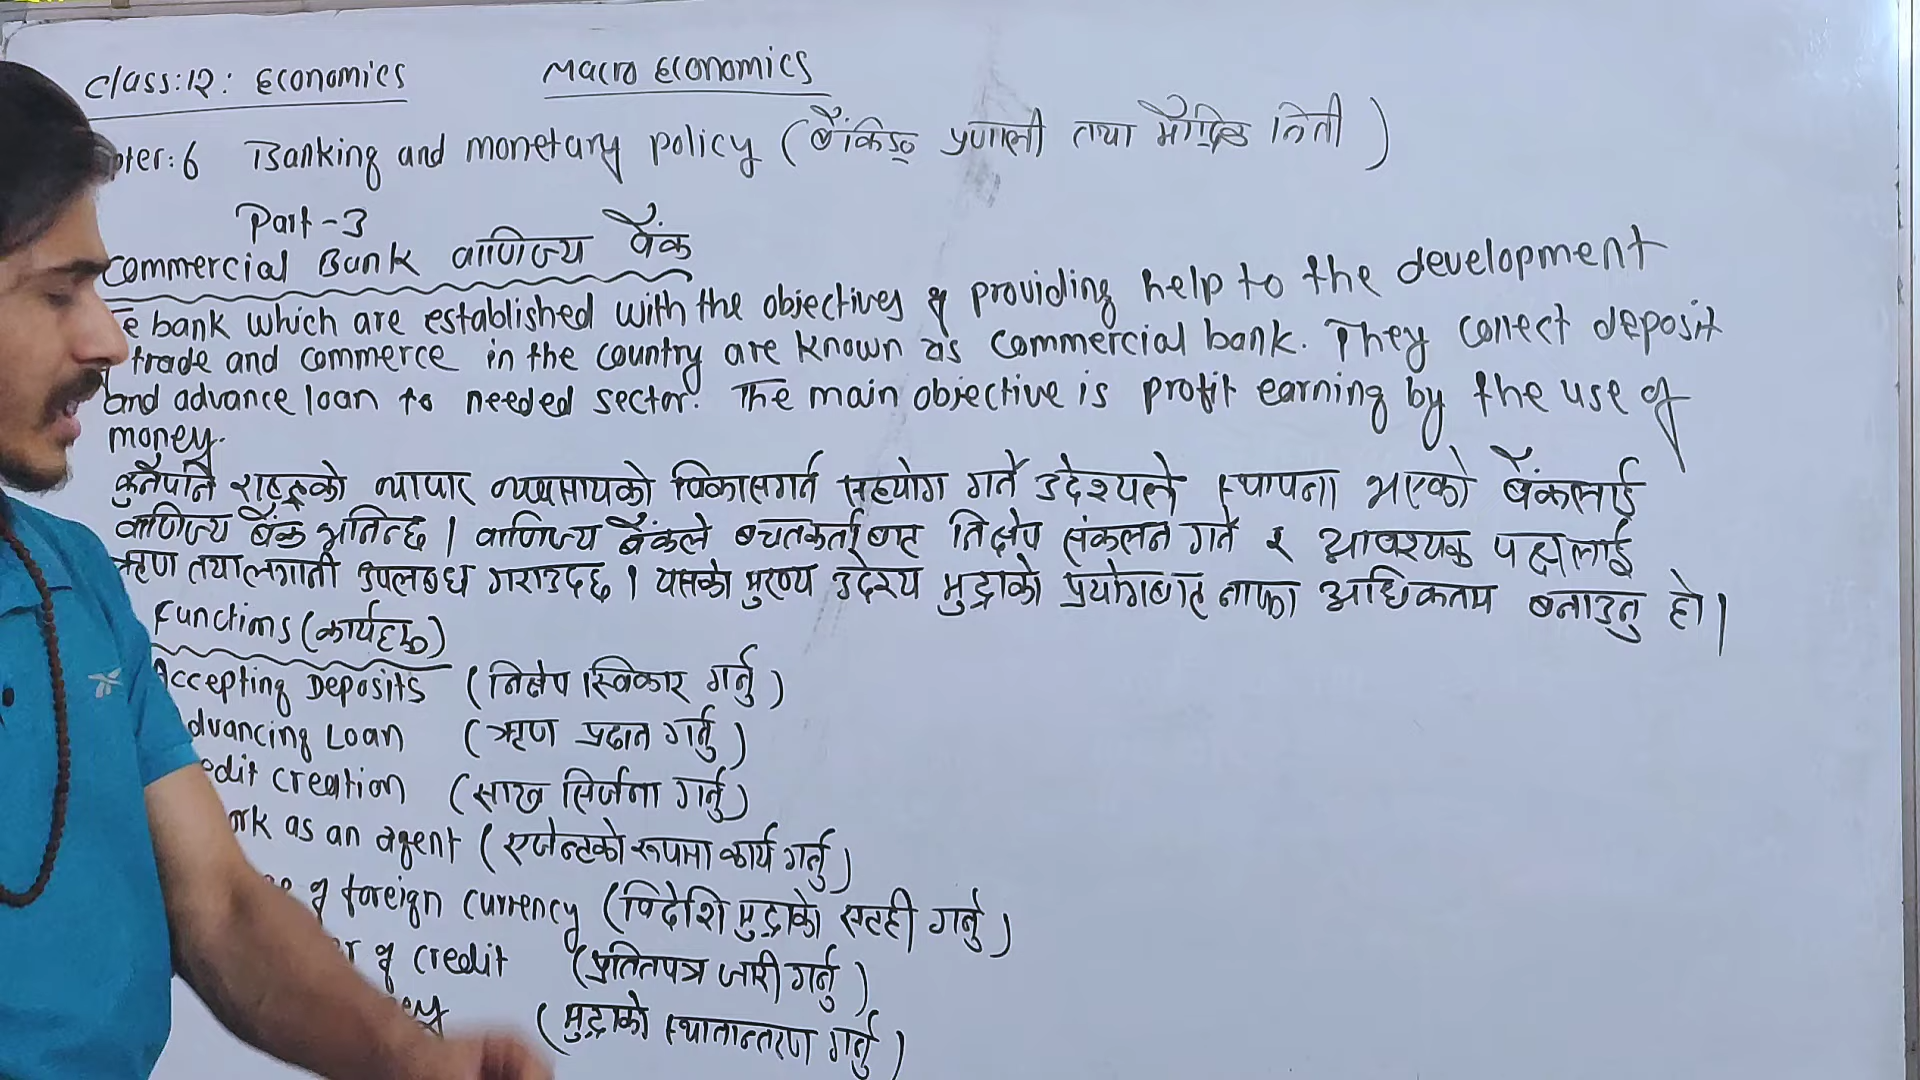 Class:12: Economics Macro Economics
pter:6 Banking and monetary policy (बैंकिङ्ग प्रणाली तथा मौद्रिक निती)
Part-3
Commercial Bank वाणिज्य बैंक
e bank which are established with the objectives of providing help to the development
trade and commerce in the country are known as commercial bank. They collect deposit
and advance loan to needed sector. The main objective is profit earning by the use of
money.
कुनैपनि राष्ट्रको व्यापार व्यवसायको विकासगर्न सहयोग गर्ने उदेश्यले स्थापना भएको बैंकलाई
वाणिज्य बैंक भनिन्छ । वाणिज्य बैंकले बचतकर्ताबाट निक्षेप संकलन गर्ने र आवश्यक पक्षलाई
ऋण तथा लगानी उपलब्ध गराउदछ । यसको मुख्य उदेश्य मुद्राको प्रयोगबाट नाफा अधिकतम बनाउनु हो ।
Functions (कार्यहरू)
Accepting Deposits (निक्षेप स्विकार गर्नु)
dvancing Loan (ऋण प्रदान गर्नु)
edit creation (साख सिर्जना गर्नु)
ork as an agent (एजेन्टको रूपमा कार्य गर्नु)
of foreign currency (विदेशि मुद्राको सटही गर्नु)
r of credit (प्रतितपत्र जारी गर्नु)
ey (मुद्राको स्थानान्तरण गर्नु)